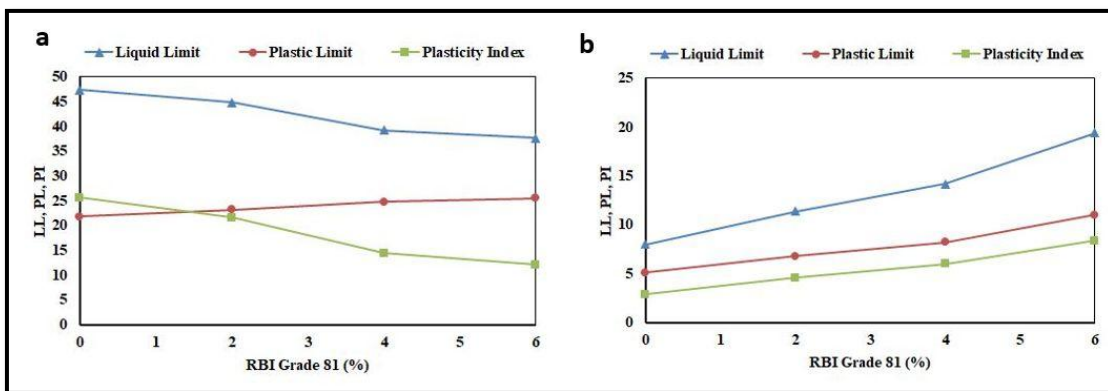 a
Liquid Limit Plastic Limit Plasticity Index
50
45
40
35
30
25
20
15
10
5
0
LL, PL, PI
0 1 2 3 4 5 6
RBI Grade 81 (%)
b
Liquid Limit Plastic Limit Plasticity Index
25
20
15
10
5
0
LL, PL, PI
0 1 2 3 4 5 6
RBI Grade 81 (%)